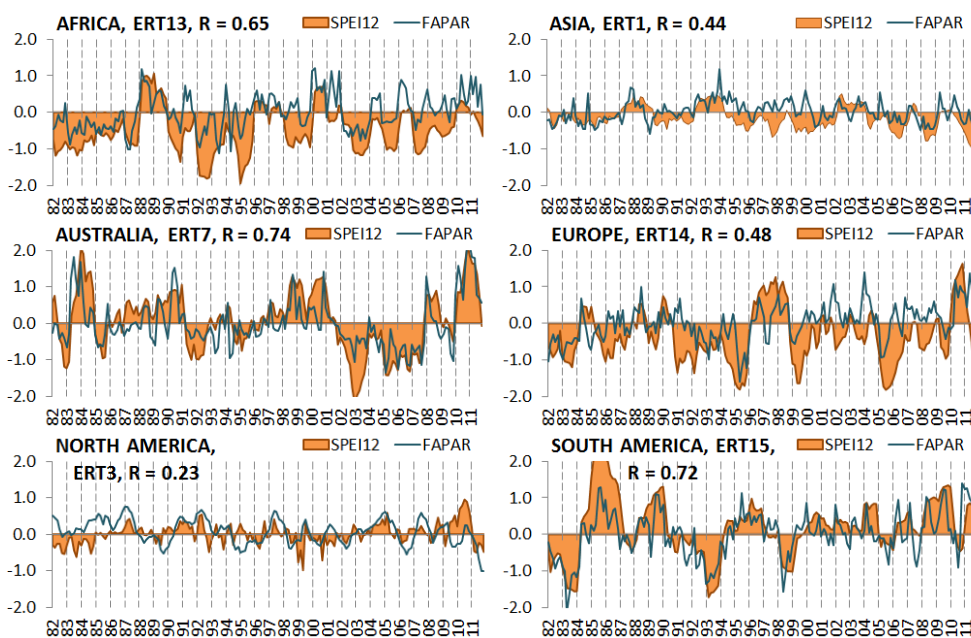 AFRICA, ERT13, R = 0.65 SPEI12 FAPAR
2.0
1.0
0.0
-1.0
-2.0
82 83 84 85 86 87 88 89 90 91 92 93 94 95 96 97 98 99 00 01 02 03 04 05 06 07 08 09 10 11
ASIA, ERT1, R = 0.44 SPEI12 FAPAR
2.0
1.0
0.0
-1.0
-2.0
82 83 84 85 86 87 88 89 90 91 92 93 94 95 96 97 98 99 00 01 02 03 04 05 06 07 08 09 10 11
AUSTRALIA, ERT7, R = 0.74 SPEI12 FAPAR
2.0
1.0
0.0
-1.0
-2.0
82 83 84 85 86 87 88 89 90 91 92 93 94 95 96 97 98 99 00 01 02 03 04 05 06 07 08 09 10 11
EUROPE, ERT14, R = 0.48 SPEI12 FAPAR
2.0
1.0
0.0
-1.0
-2.0
82 83 84 85 86 87 88 89 90 91 92 93 94 95 96 97 98 99 00 01 02 03 04 05 06 07 08 09 10 11
NORTH AMERICA, SPEI12 FAPAR
ERT3, R = 0.23
2.0
1.0
0.0
-1.0
-2.0
82 83 84 85 86 87 88 89 90 91 92 93 94 95 96 97 98 99 00 01 02 03 04 05 06 07 08 09 10 11
SOUTH AMERICA, ERT15, SPEI12 FAPAR
R = 0.72
2.0
1.0
0.0
-1.0
-2.0
82 83 84 85 86 87 88 89 90 91 92 93 94 95 96 97 98 99 00 01 02 03 04 05 06 07 08 09 10 11